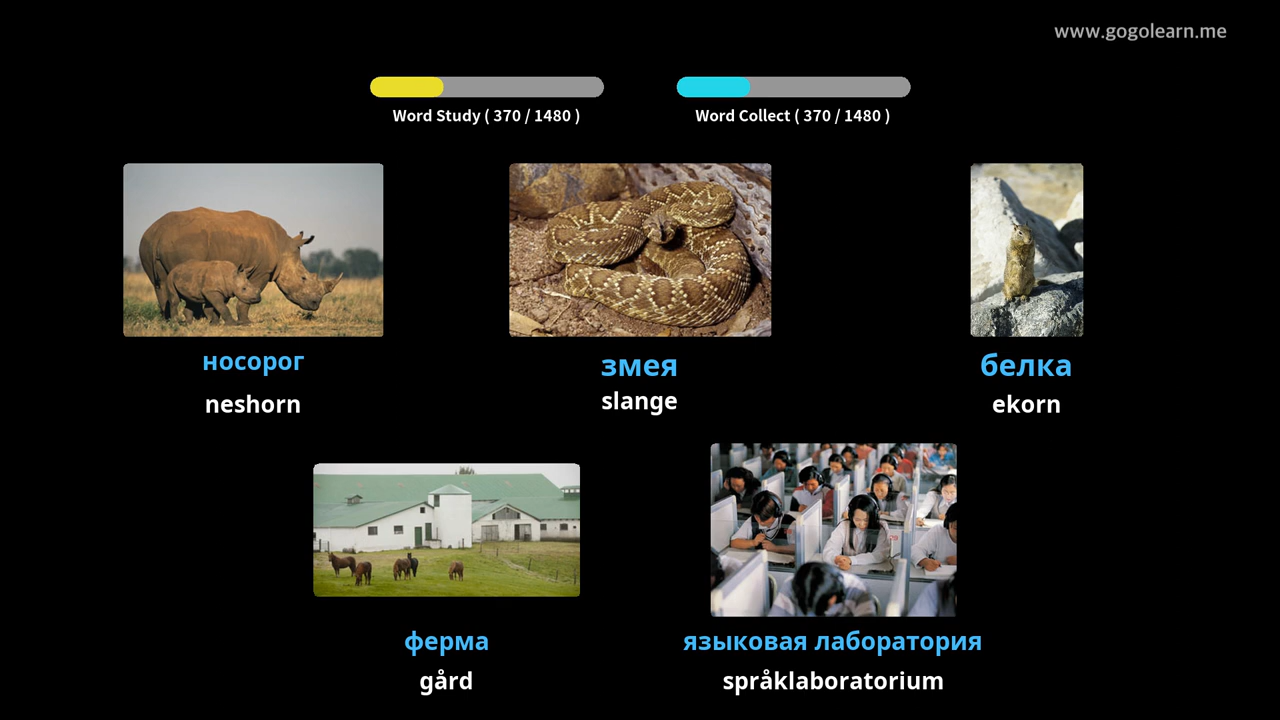 www.gogolearn.me
Word Study ( 370 / 1480 )
Word Collect ( 370 / 1480 )
носорог
neshorn
змея
slange
белка
ekorn
ферма
gård
языковая лаборатория
språklaboratorium